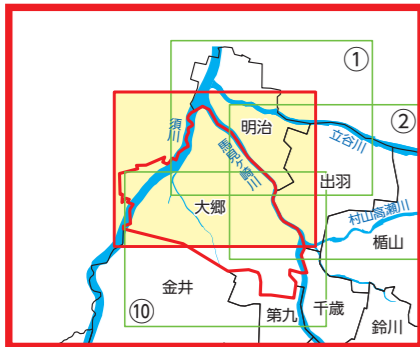 ①
②
須川
明治
立谷川
馬見ヶ崎川
出羽
大郷
村山高瀬川
楯山
金井
⑩
第九
千歳
鈴川